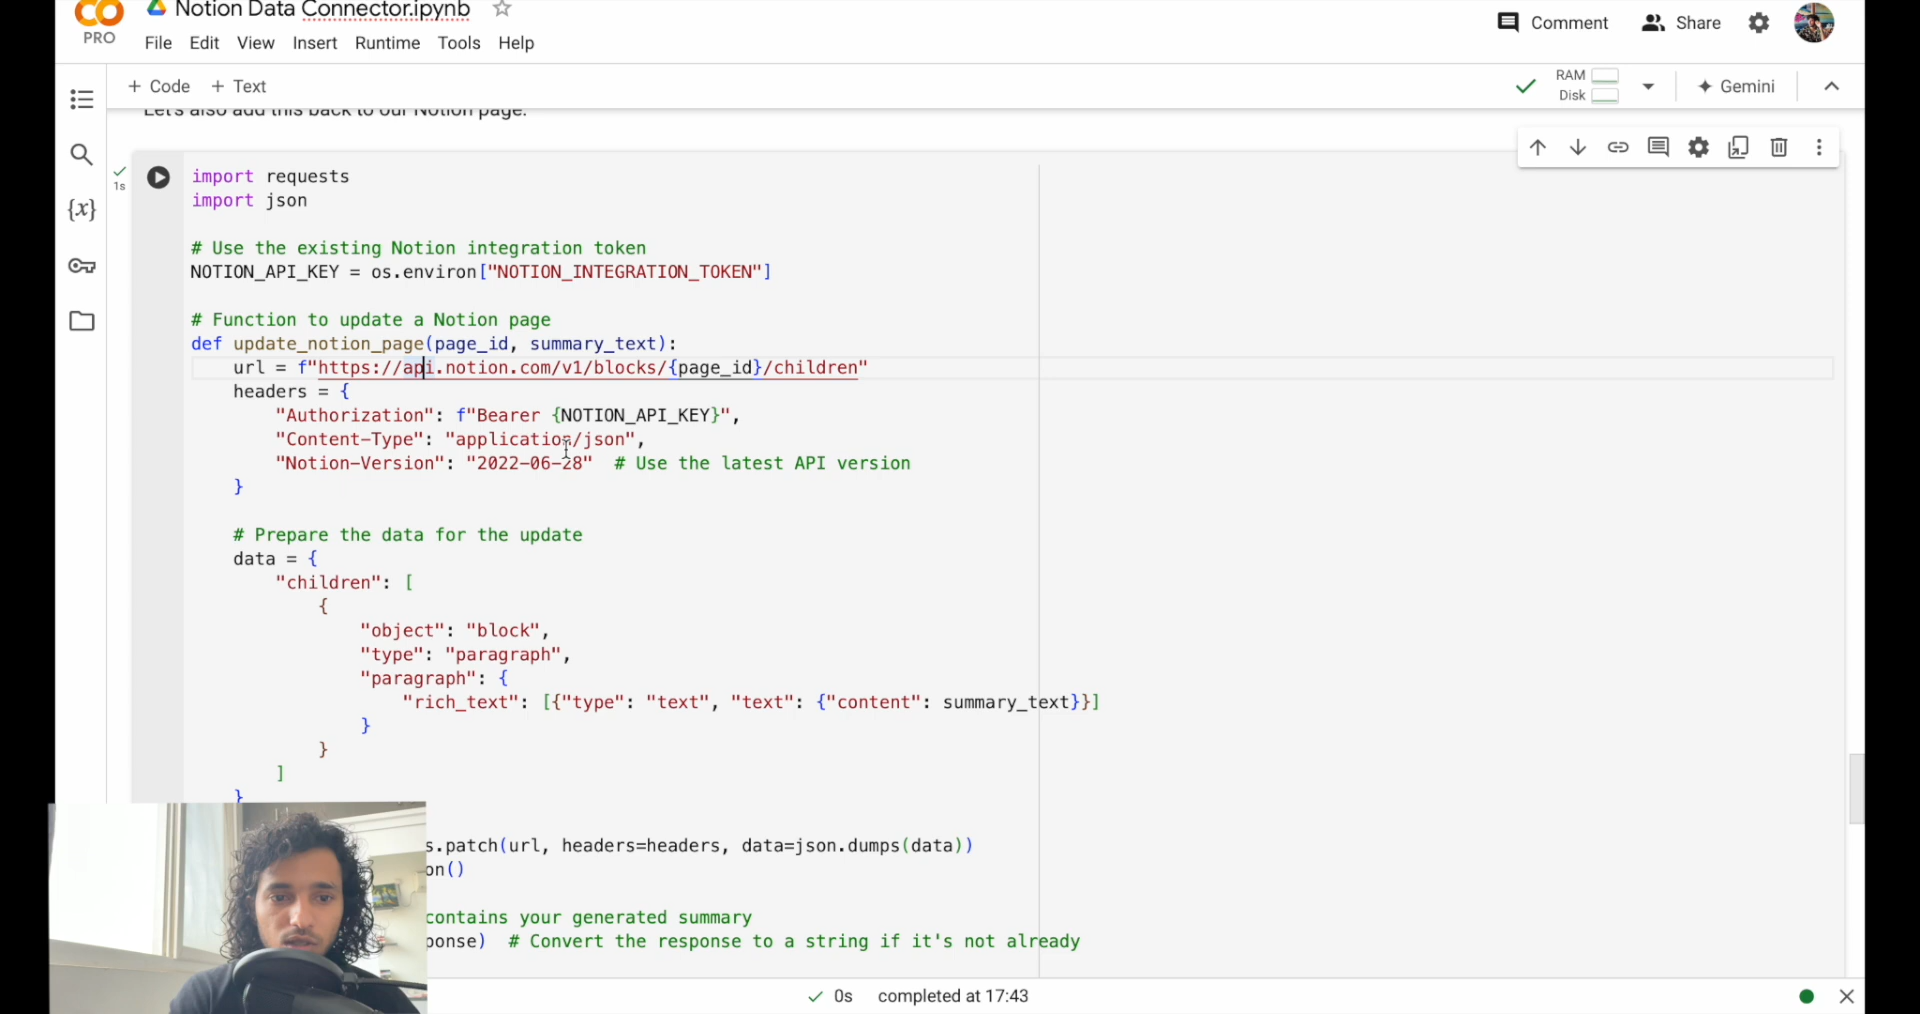 Notion Data Connector.ipynb
PRO
File Edit View Insert Runtime Tools Help
Comment Share
+ Code + Text
RAM
Disk
Gemini
Let's also add this back to our Notion page.
1s
{x}
import requests
import json
# Use the existing Notion integration token
NOTION_API_KEY = os.environ["NOTION_INTEGRATION_TOKEN"]
# Function to update a Notion page
def update_notion_page(page_id, summary_text):
url = f"https://api.notion.com/v1/blocks/{page_id}/children"
headers = {
"Authorization": f"Bearer {NOTION_API_KEY}",
"Content-Type": "application/json",
"Notion-Version": "2022-06-28" # Use the latest API version
}
# Prepare the data for the update
data = {
"children": [
{
"object": "block",
"type": "paragraph",
"paragraph": {
"rich_text": [{"type": "text", "text": {"content": summary_text}}]
}
}
]
}
s.patch(url, headers=headers, data=json.dumps(data))
on()
contains your generated summary
ponse) # Convert the response to a string if it's not already
0s completed at 17:43